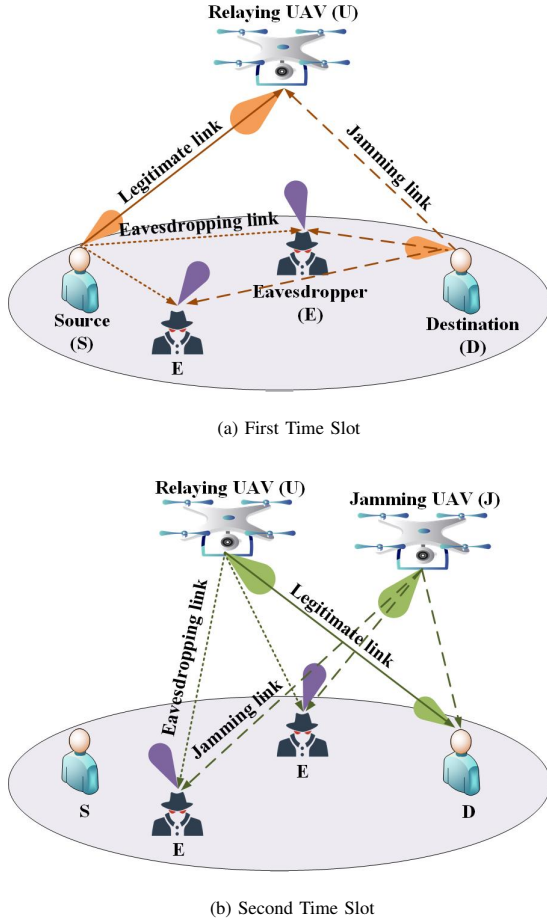 Relaying UAV (U)
Legitimate link
Jamming link
Eavesdropping link
Source
(S)
Eavesdropper
(E)
Destination
(D)
E
(a) First Time Slot
Relaying UAV (U)
Jamming UAV (J)
Eavesdropping link
Legitimate link
Jamming link
S
E
D
E
(b) Second Time Slot